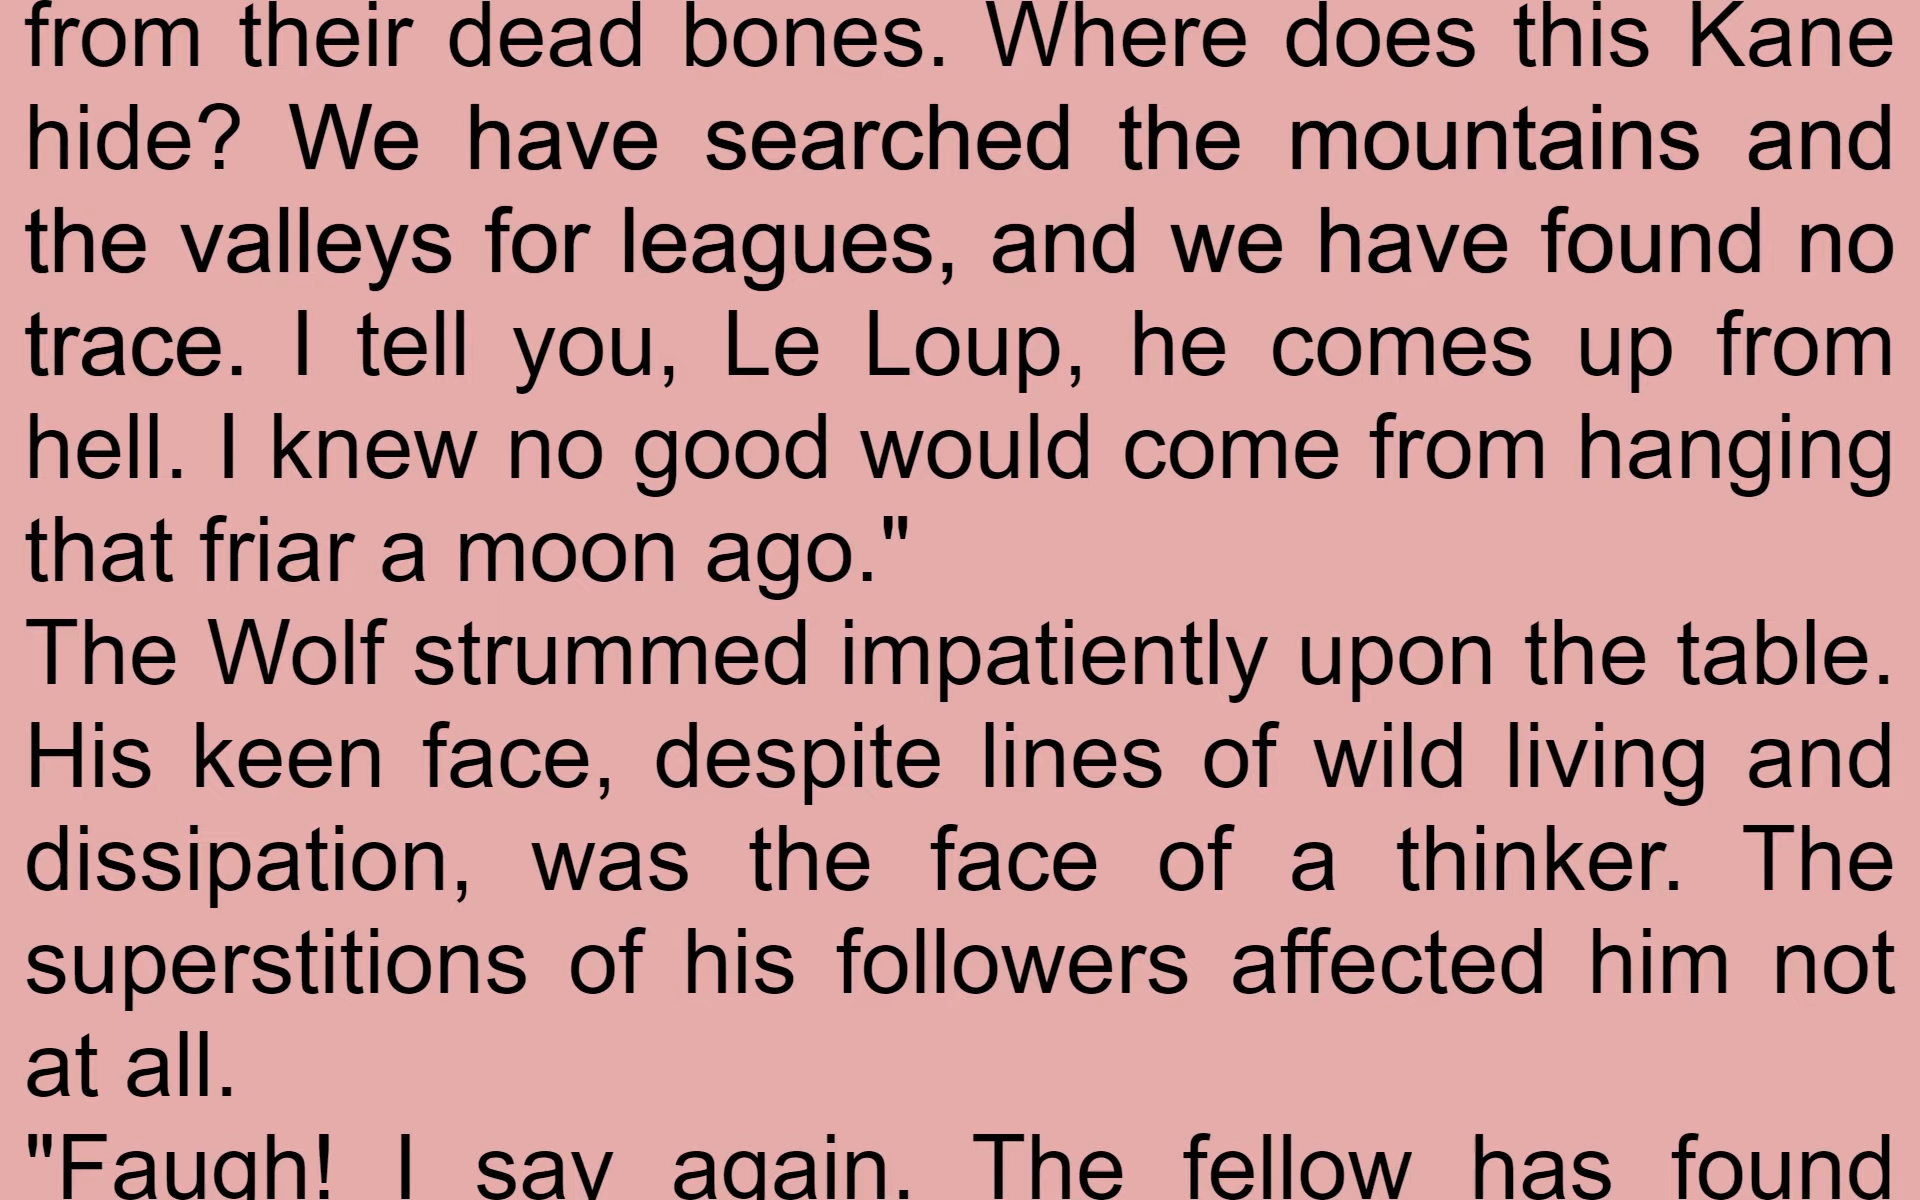 from their dead bones. Where does this Kane
hide? We have searched the mountains and
the valleys for leagues, and we have found no
trace. I tell you, Le Loup, he comes up from
hell. I knew no good would come from hanging
that friar a moon ago."
The Wolf strummed impatiently upon the table.
His keen face, despite lines of wild living and
dissipation, was the face of a thinker. The
superstitions of his followers affected him not
at all.
"Faugh! I say again. The fellow has found